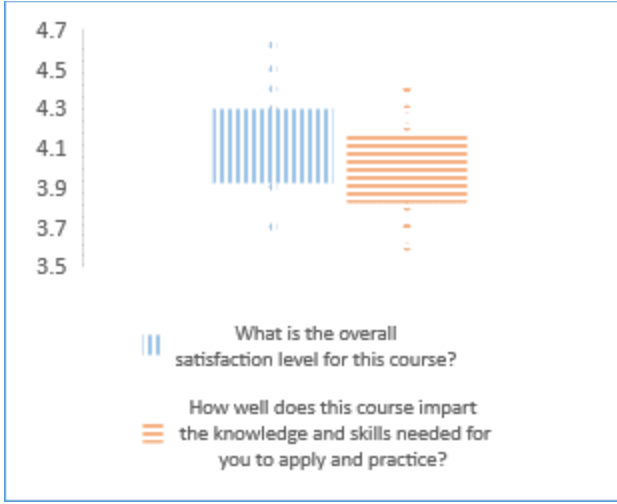 4.7
4.5
4.3
4.1
3.9
3.7
3.5
What is the overall
satisfaction level for this course?
How well does this course impart
the knowledge and skills needed for
you to apply and practice?